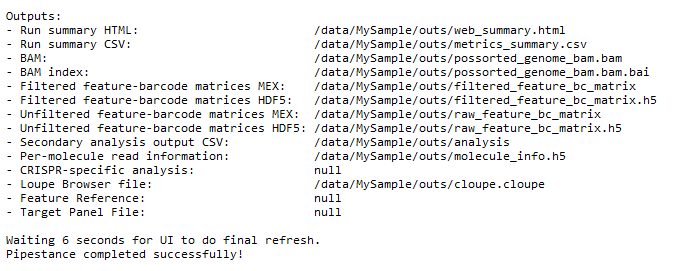 Outputs:
- Run summary HTML: /data/MySample/outs/web_summary.html
- Run summary CSV: /data/MySample/outs/metrics_summary.csv
- BAM: /data/MySample/outs/possorted_genome_bam.bam
- BAM index: /data/MySample/outs/possorted_genome_bam.bam.bai
- Filtered feature-barcode matrices MEX: /data/MySample/outs/filtered_feature_bc_matrix
- Filtered feature-barcode matrices HDF5: /data/MySample/outs/filtered_feature_bc_matrix.h5
- Unfiltered feature-barcode matrices MEX: /data/MySample/outs/raw_feature_bc_matrix
- Unfiltered feature-barcode matrices HDF5: /data/MySample/outs/raw_feature_bc_matrix.h5
- Secondary analysis output CSV: /data/MySample/outs/analysis
- Per-molecule read information: /data/MySample/outs/molecule_info.h5
- CRISPR-specific analysis: null
- Loupe Browser file: /data/MySample/outs/cloupe.cloupe
- Feature Reference: null
- Target Panel File: null
Waiting 6 seconds for UI to do final refresh.
Pipestance completed successfully!